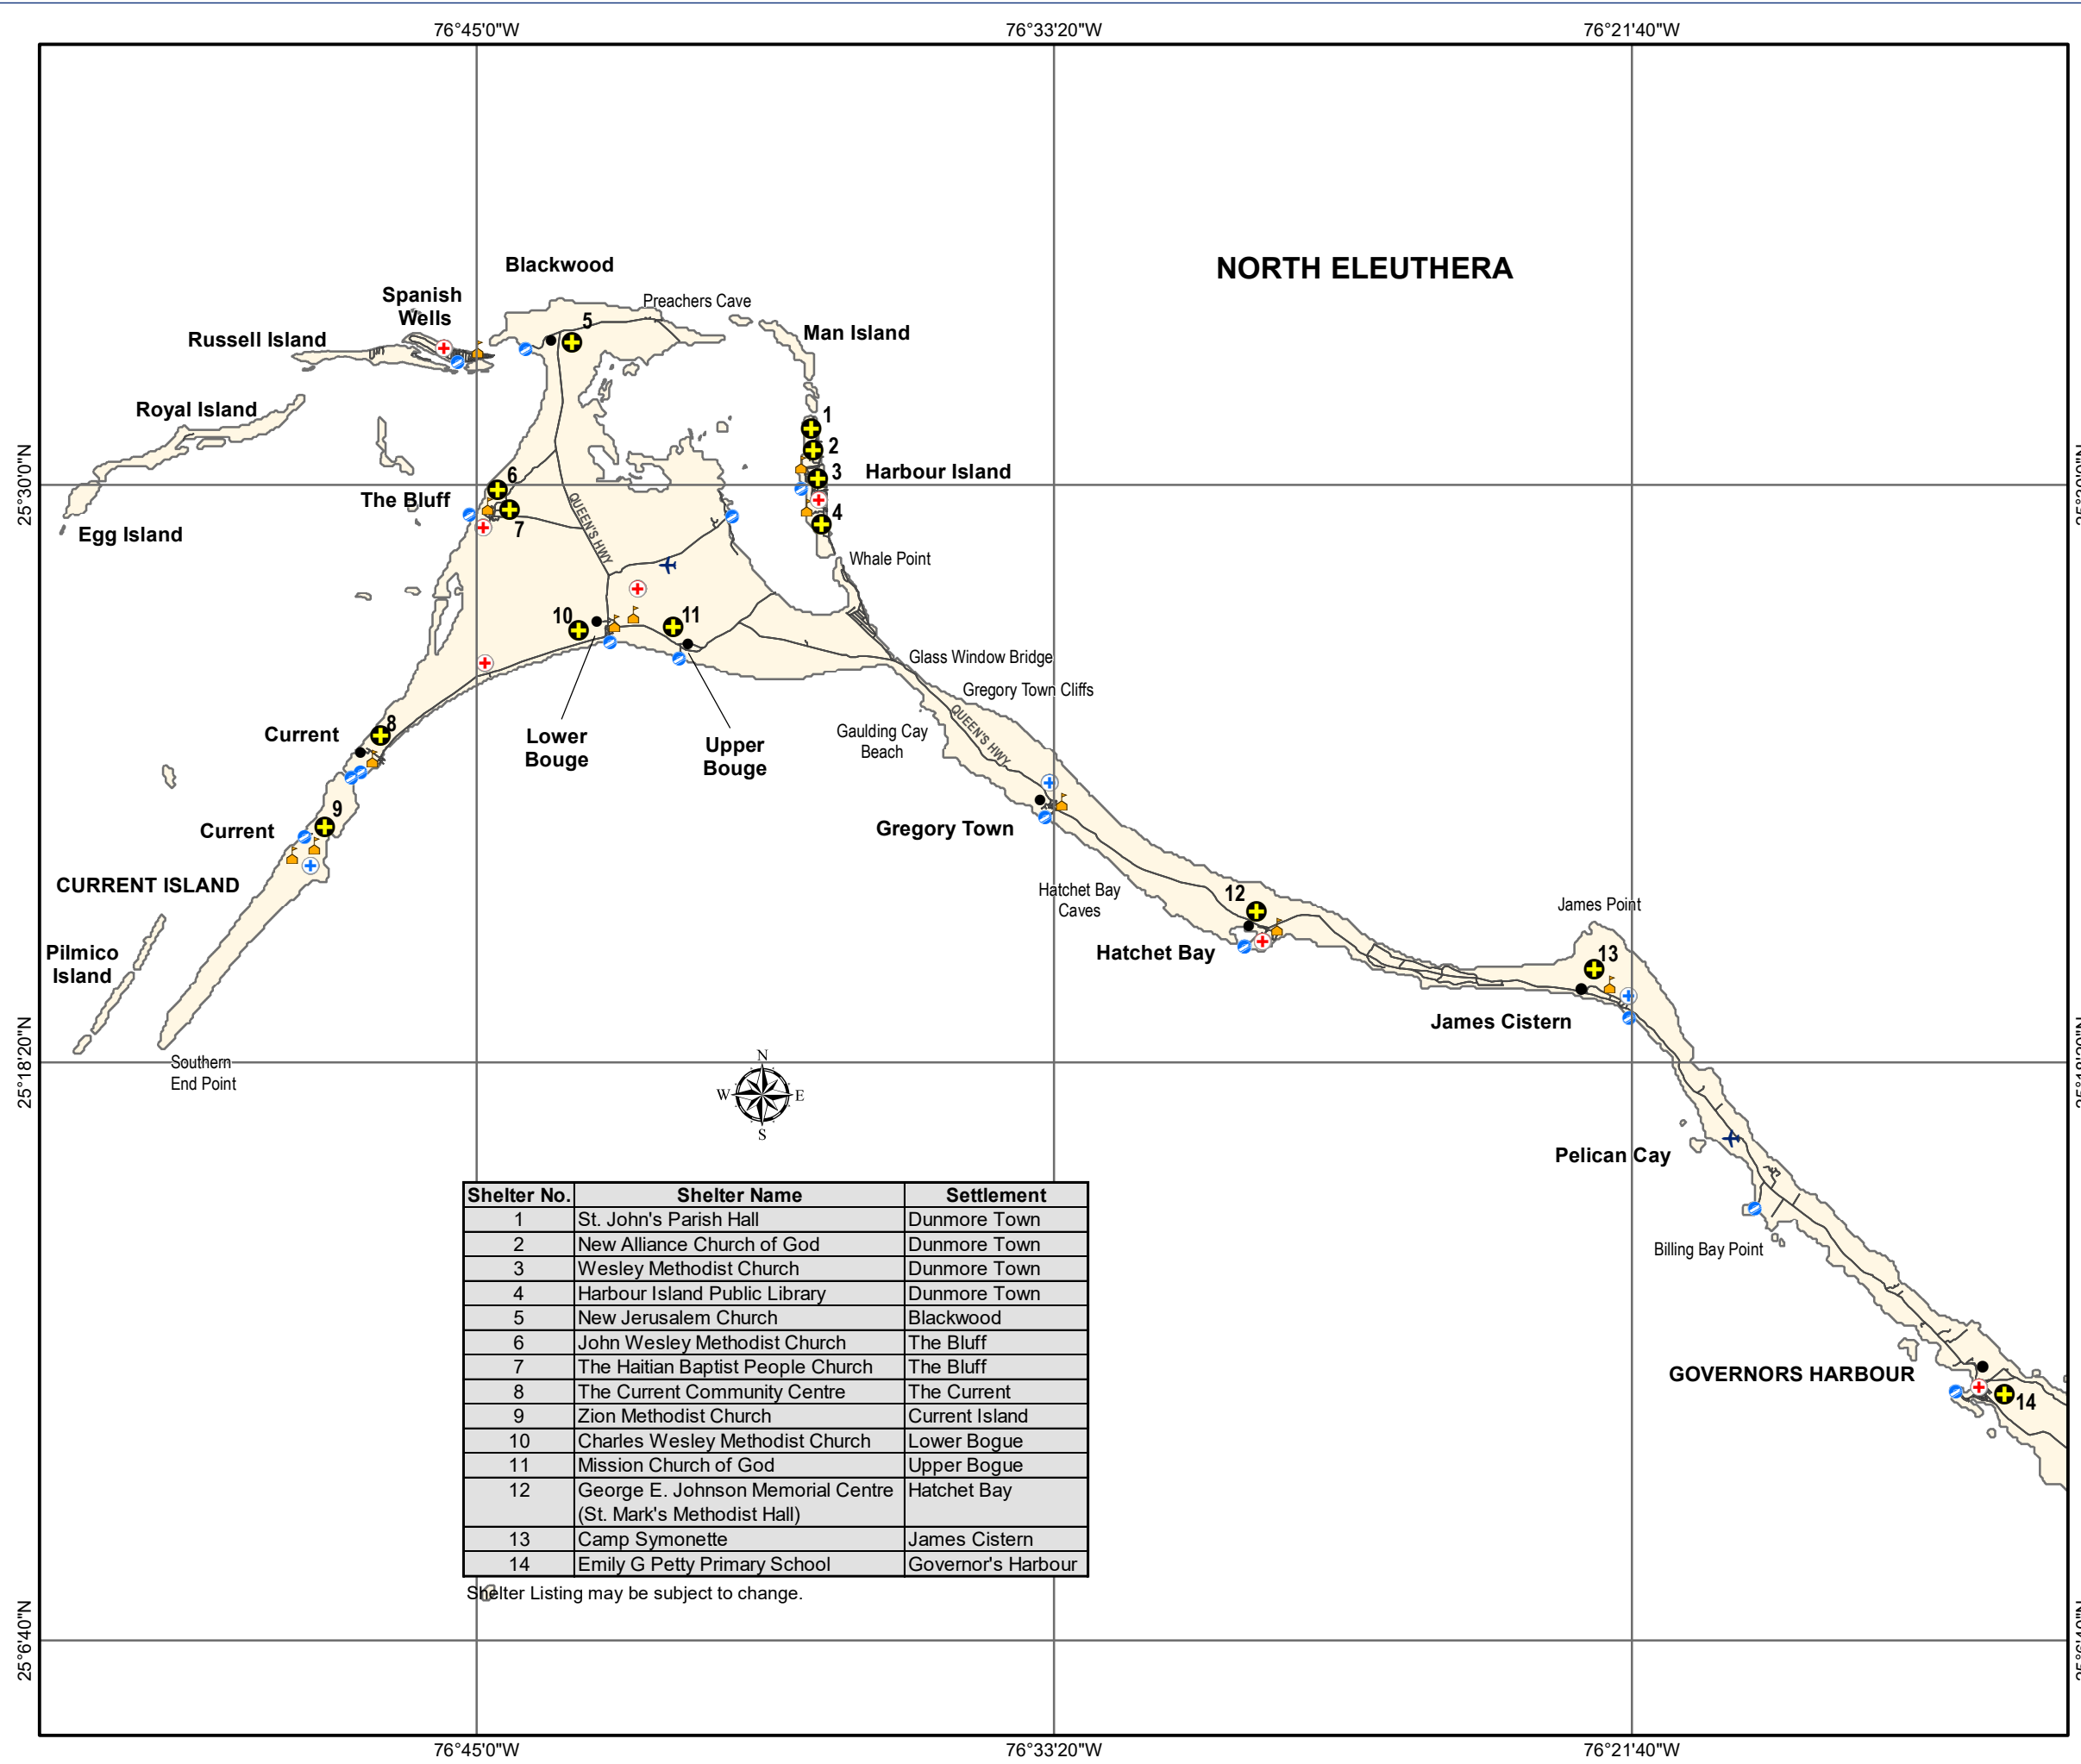 76°45'0"W
76°33'20"W
76°21'40"W
NORTH ELEUTHERA
Blackwood
Spanish
Wells
Preachers Cave
Russell Island
5
Man Island
Royal Island
1
2
25°30'0"N
Harbour Island
3
6
The Bluff
4
Egg Island
7
QUEEN'S HWY
25°30'0"N
Whale Point
10
11
Glass Window Bridge
Gregory Town Cliffs
8
Current
Lower
Bouge
Upper
Bouge
Gaulding Cay
Beach
QUEEN'S HWY
9
Current
Gregory Town
CURRENT ISLAND
Hatchet Bay
Caves
12
James Point
Pilmico
Island
Hatchet Bay
13
James Cistern
25°18'20"N
Southern
End Point
25°18'20"N
N
W
E
S
Pelican Cay
Billing Bay Point
GOVERNORS HARBOUR
14
Shelter No. Shelter Name Settlement
1 St. John's Parish Hall Dunmore Town
2 New Alliance Church of God Dunmore Town
3 Wesley Methodist Church Dunmore Town
4 Harbour Island Public Library Dunmore Town
5 New Jerusalem Church Blackwood
6 John Wesley Methodist Church The Bluff
7 The Haitian Baptist People Church The Bluff
8 The Current Community Centre The Current
9 Zion Methodist Church Current Island
10 Charles Wesley Methodist Church Lower Bogue
11 Mission Church of God Upper Bogue
12 George E. Johnson Memorial Centre Hatchet Bay
(St. Mark's Methodist Hall)
13 Camp Symonette James Cistern
14 Emily G Petty Primary School Governor's Harbour
Shelter Listing may be subject to change.
25°6'40"N
25°6'40"N
76°45'0"W
76°33'20"W
76°21'40"W